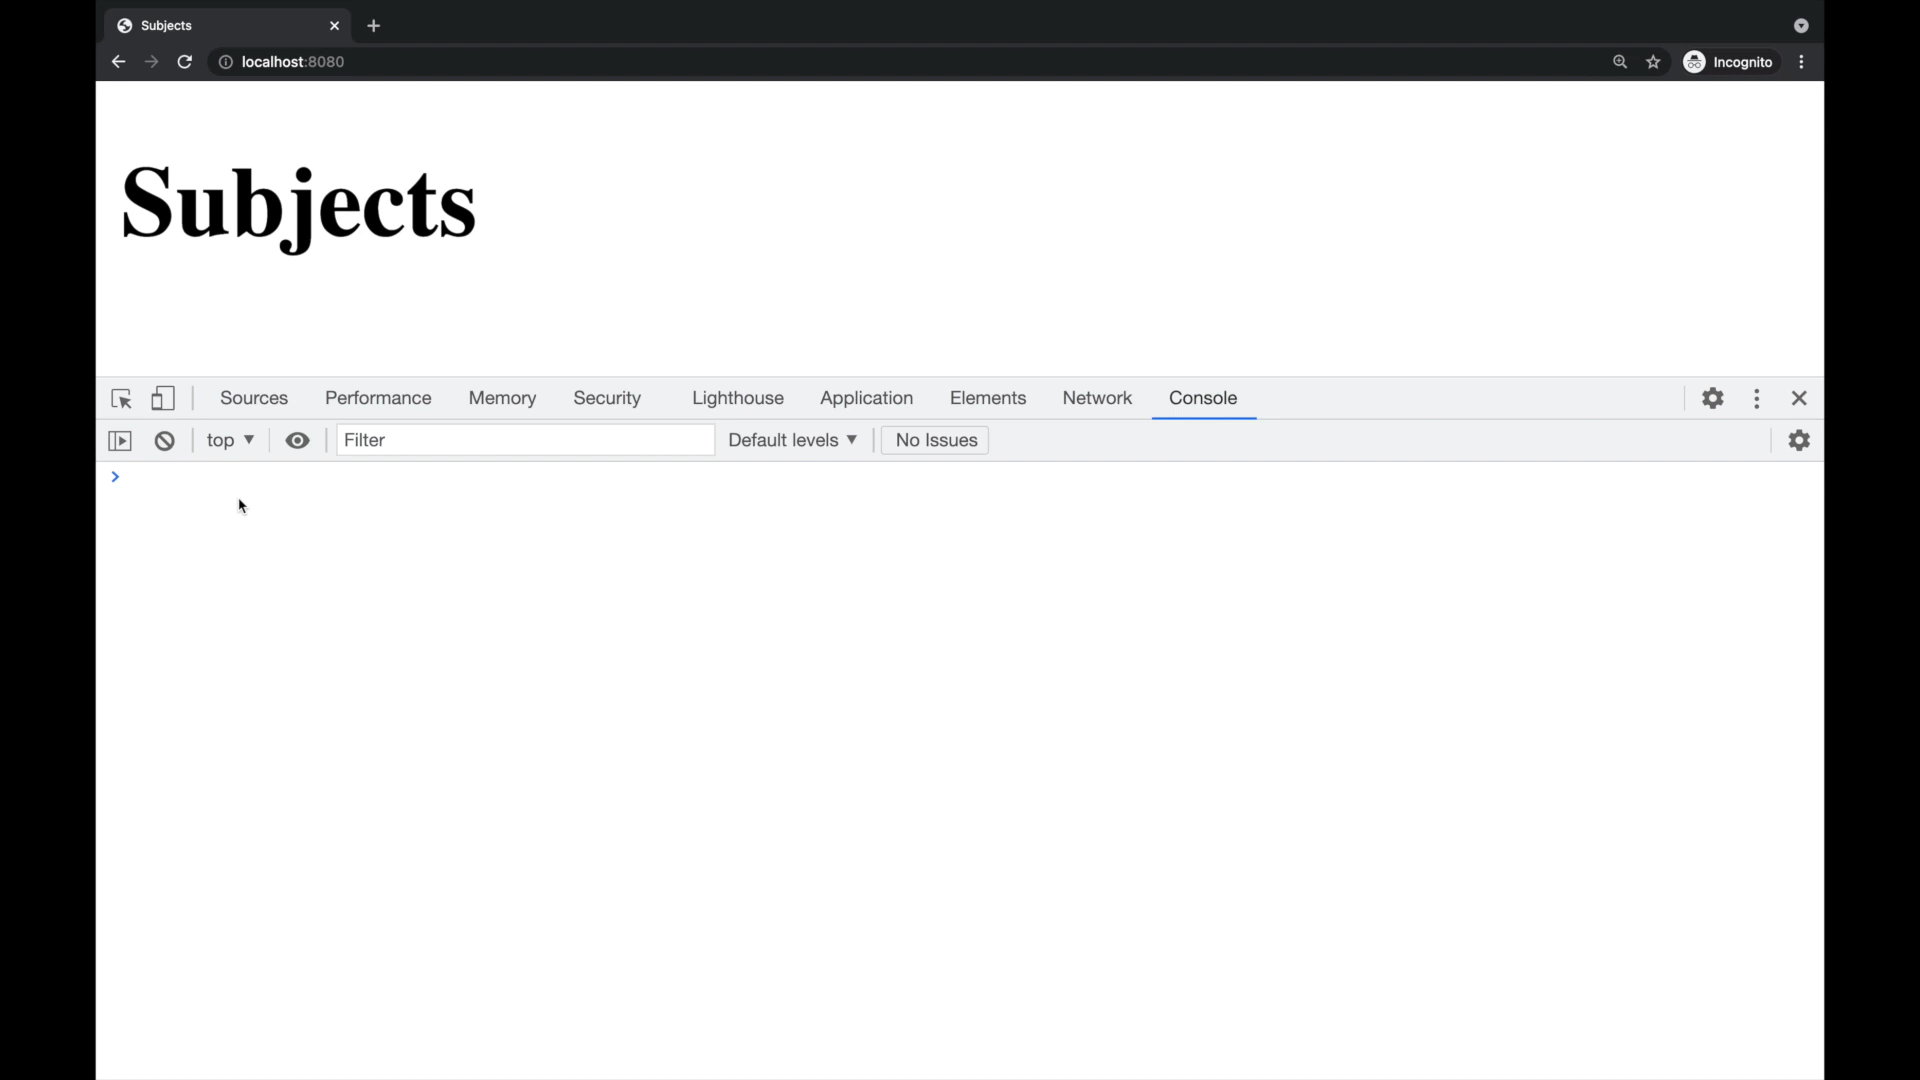 Subjects
localhost:8080
Incognito
Subjects
Sources Performance Memory Security Lighthouse Application Elements Network Console
top Filter Default levels No Issues